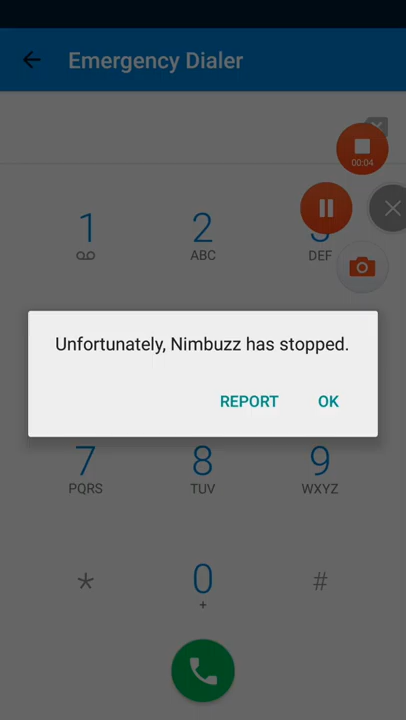 Emergency Dialer
00:04
1
2
ABC
3
DEF
Unfortunately, Nimbuzz has stopped.
REPORT
OK
7
PQRS
8
TUV
9
WXYZ
*
0
+
#